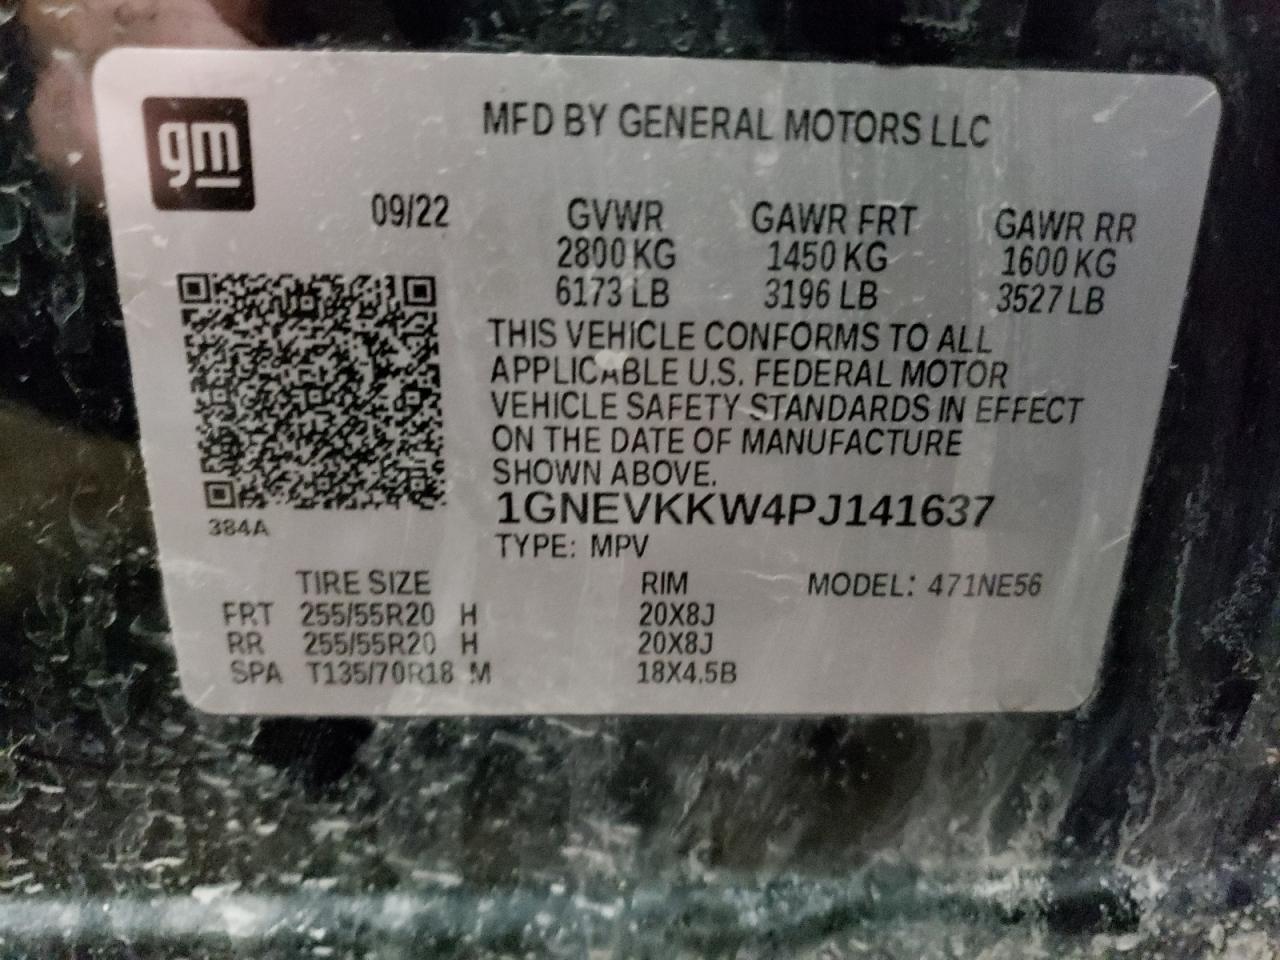 gm
MFD BY GENERAL MOTORS LLC
09/22 GVWR GAWR FRT GAWR RR
2800 KG 1450 KG 1600 KG
6173 LB 3196 LB 3527 LB
THIS VEHICLE CONFORMS TO ALL
APPLICABLE U.S. FEDERAL MOTOR
VEHICLE SAFETY STANDARDS IN EFFECT
ON THE DATE OF MANUFACTURE
SHOWN ABOVE.
1GNEVKKW4PJ141637
384A
TYPE: MPV
TIRE SIZE RIM MODEL: 471NE56
FRT 255/55R20 H 20X8J
RR 255/55R20 H 20X8J
SPA T135/70R18 M 18X4.5B